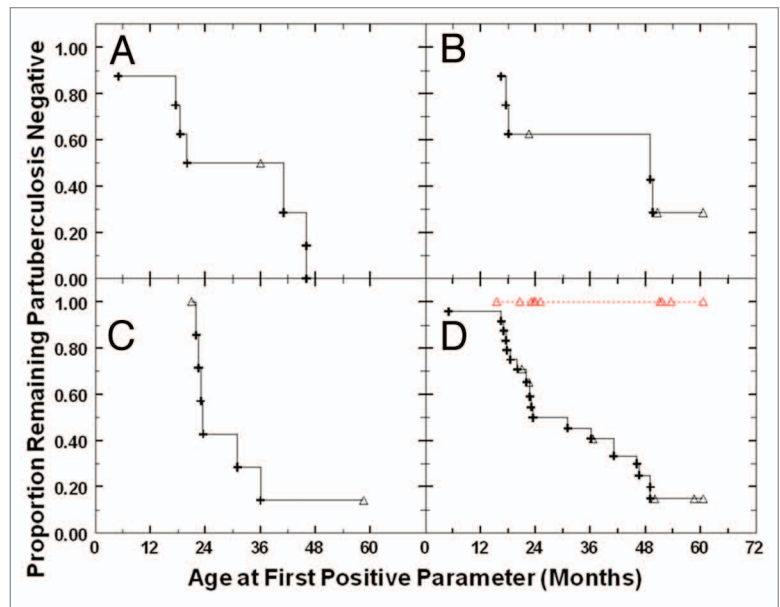 Proportion Remaining Partuberculosis Negative
A
B
1.00
0.80
0.60
0.40
0.20
0.00
C
D
1.00
0.80
0.60
0.40
0.20
0.00
0 12 24 36 48 60 0 12 24 36 48 60 72
Age at First Positive Parameter (Months)